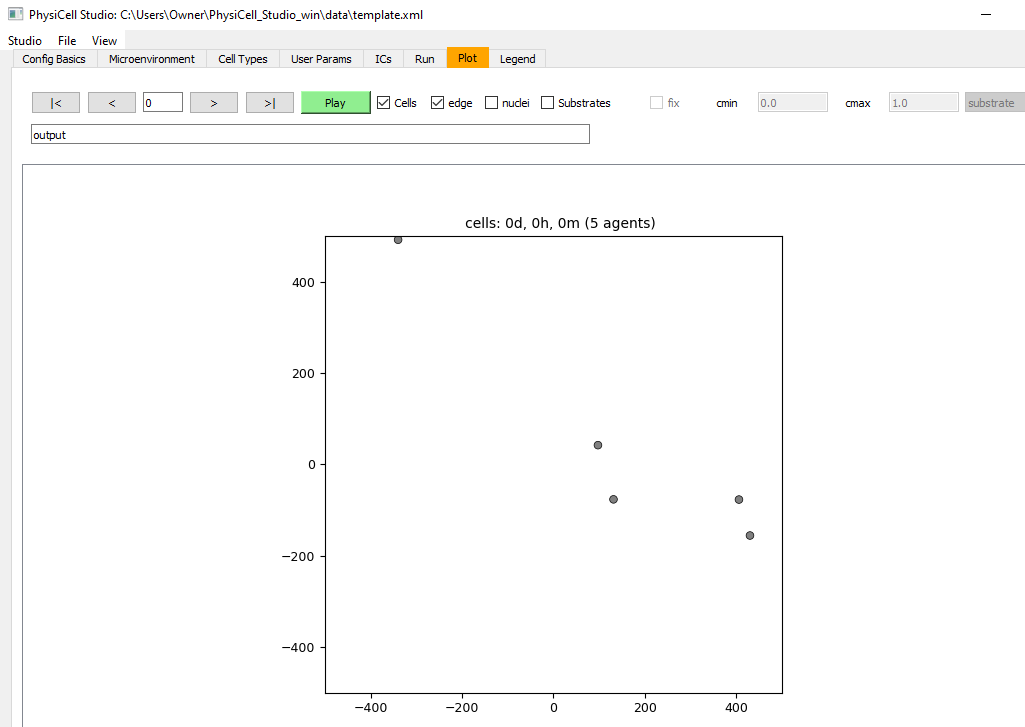 PhysiCell Studio: C:\Users\Owner\PhysiCell_Studio_win\data\template.xml
Studio File View
Config Basics Microenvironment Cell Types User Params ICs Run Plot Legend
|< < 0 > >| Play Cells edge nuclei Substrates fix cmin 0.0 cmax 1.0 substrate
output
cells: 0d, 0h, 0m (5 agents)
400
200
0
−200
−400
−400 −200 0 200 400